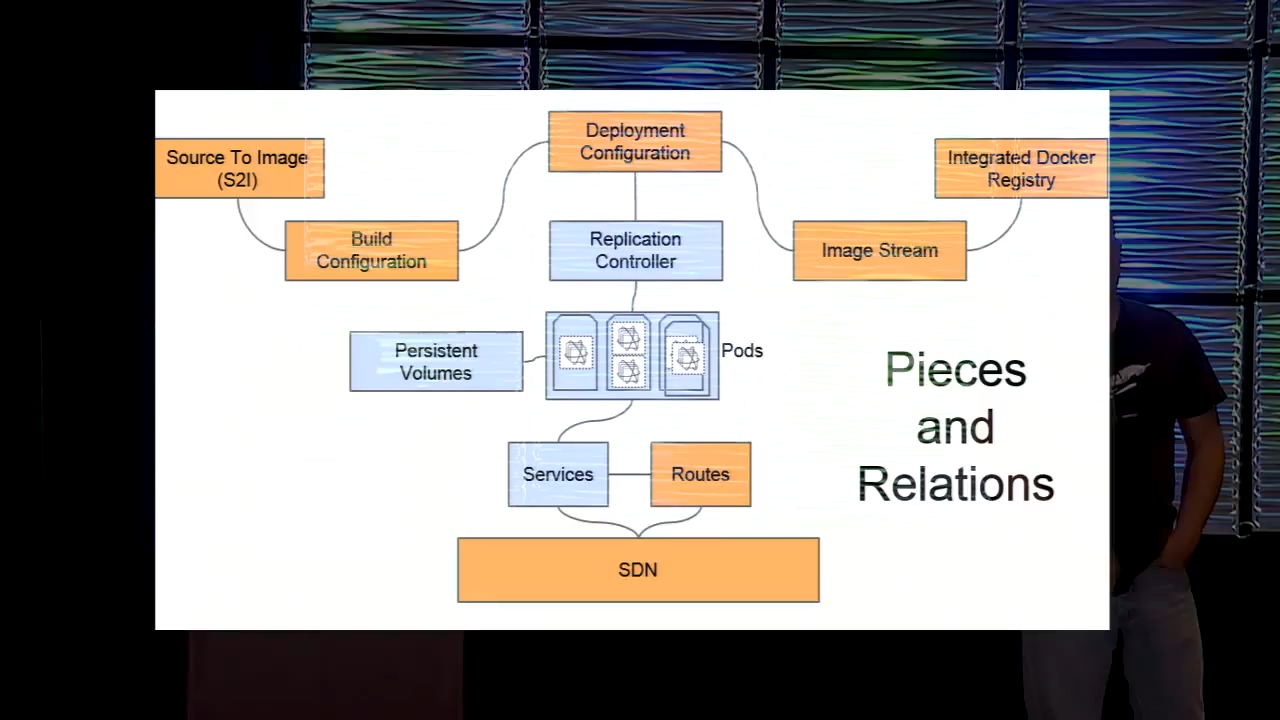 Deployment
Configuration
Source To Image
(S2I)
Integrated Docker
Registry
Build
Configuration
Replication
Controller
Image Stream
Persistent
Volumes
Pods
Pieces
and
Relations
Services
Routes
SDN